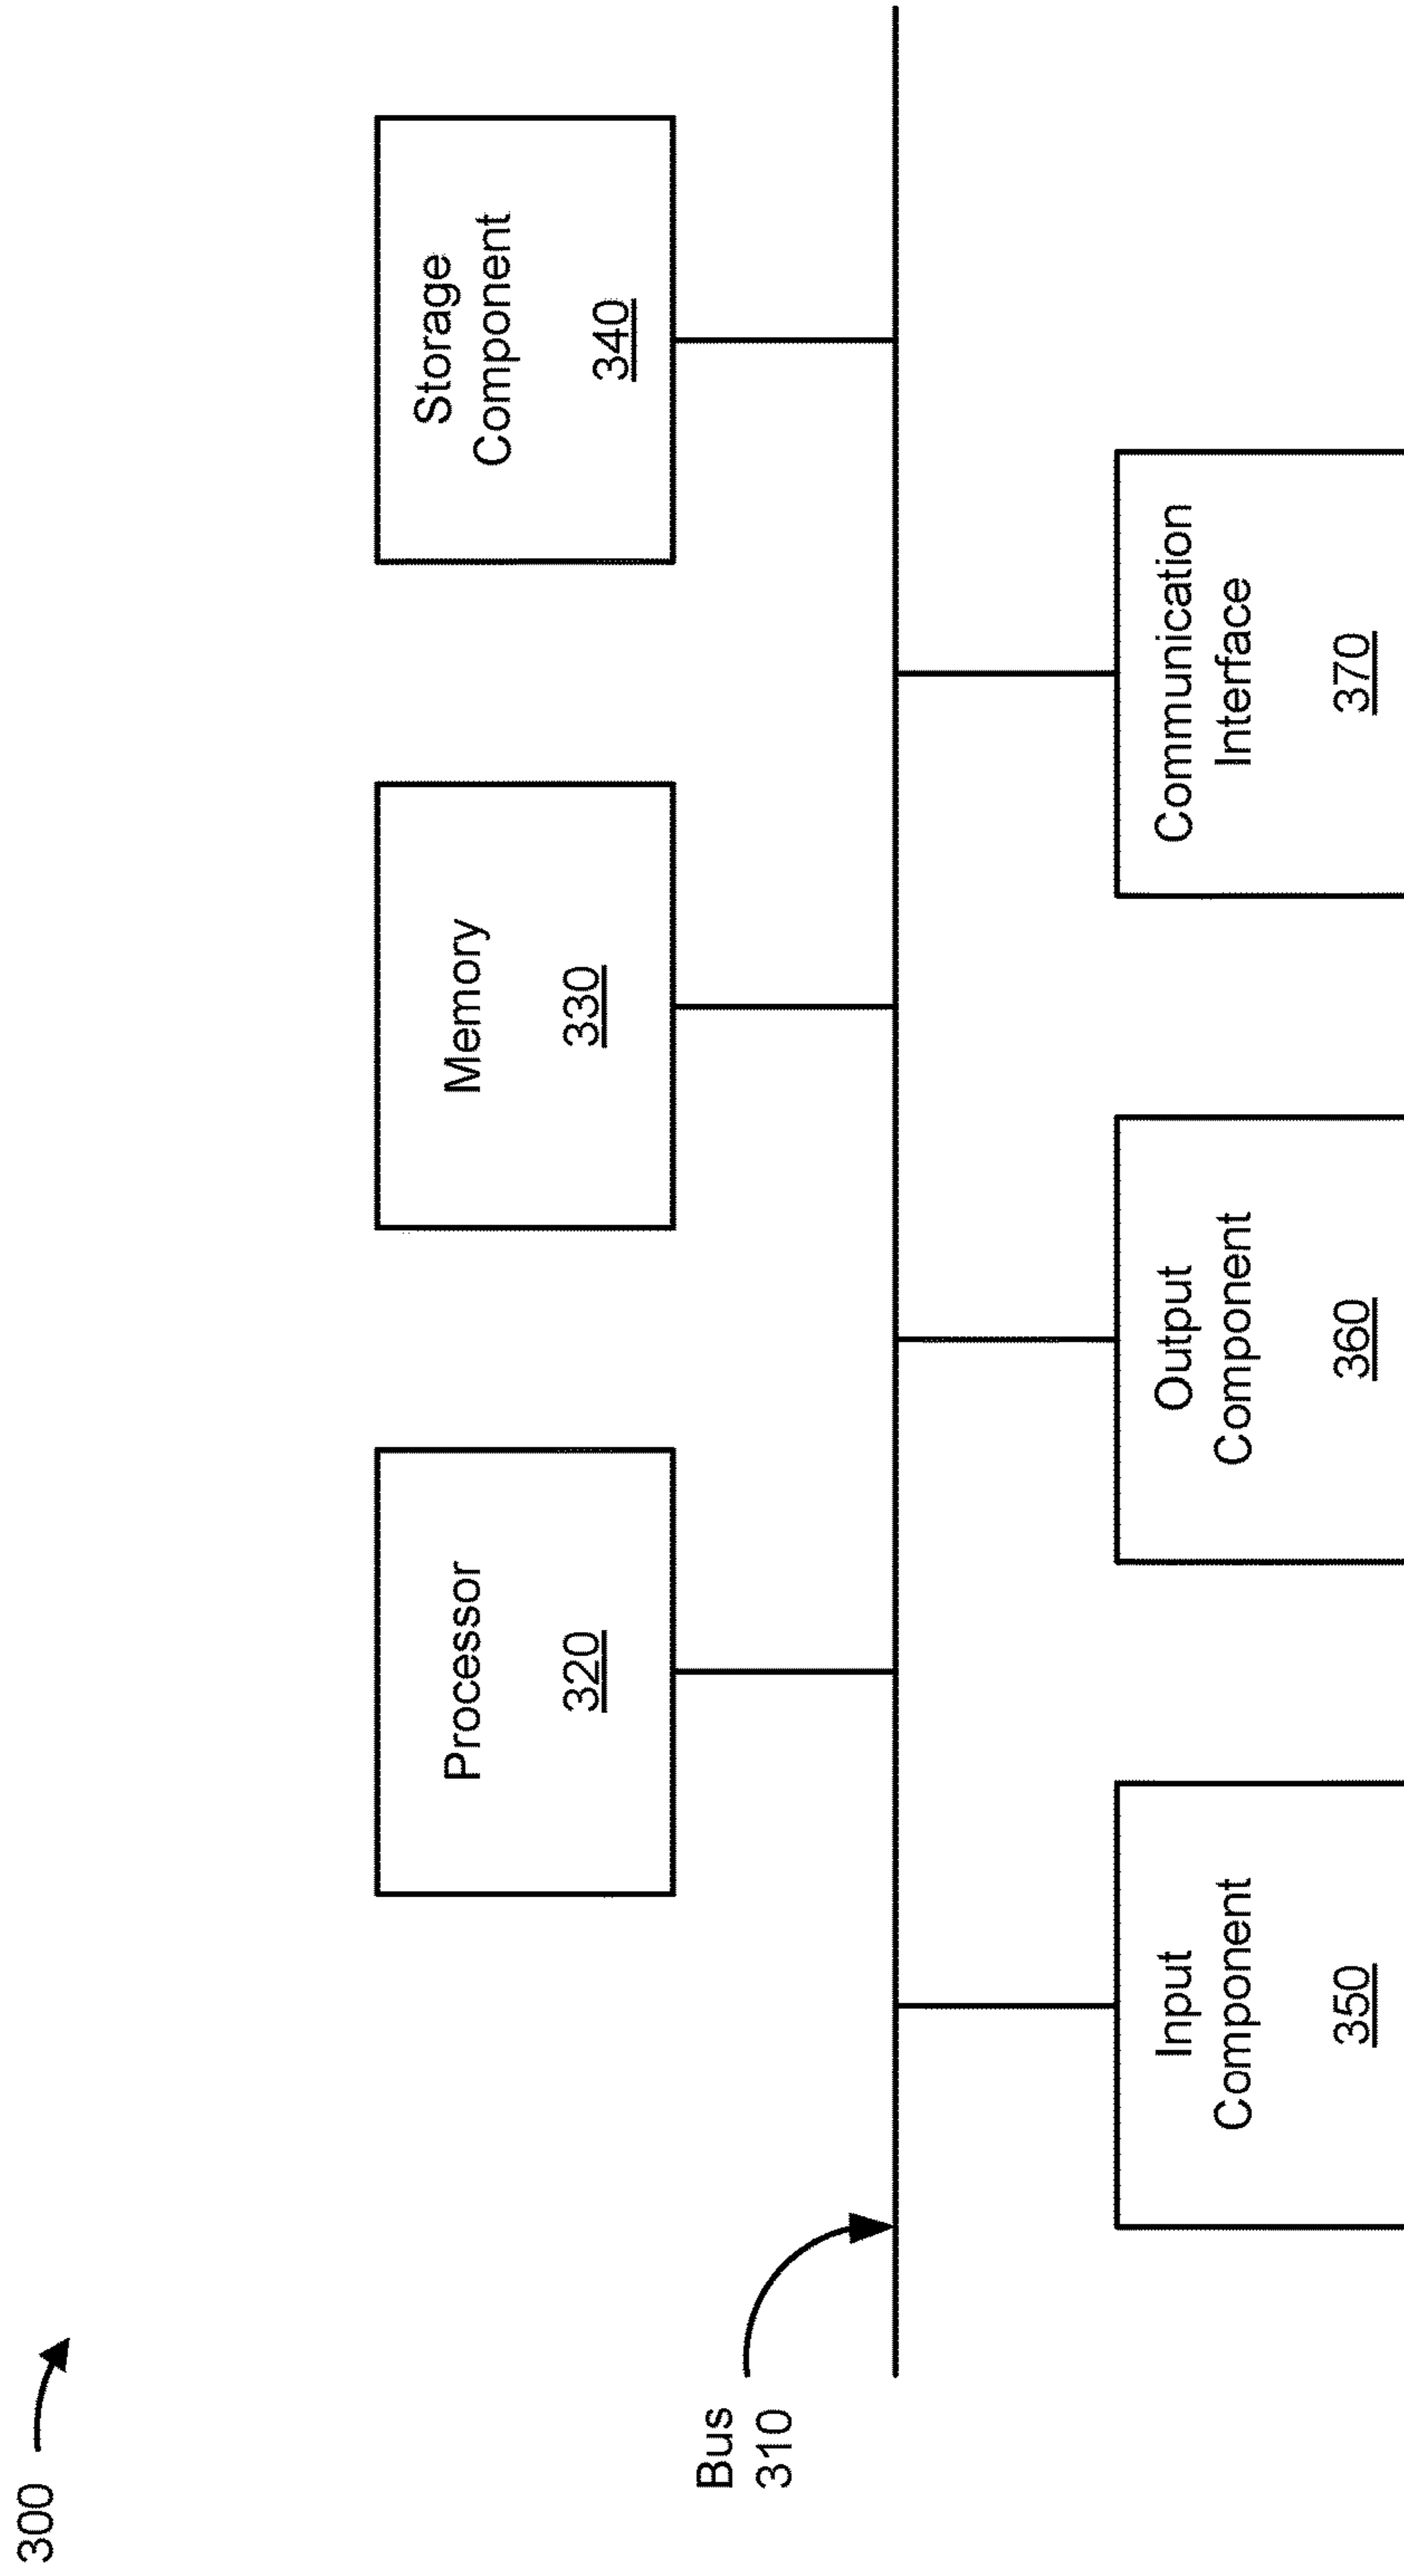 300
Processor
320
Memory
330
Storage
Component
340
Bus
310
Input
Component
350
Output
Component
360
Communication
Interface
370